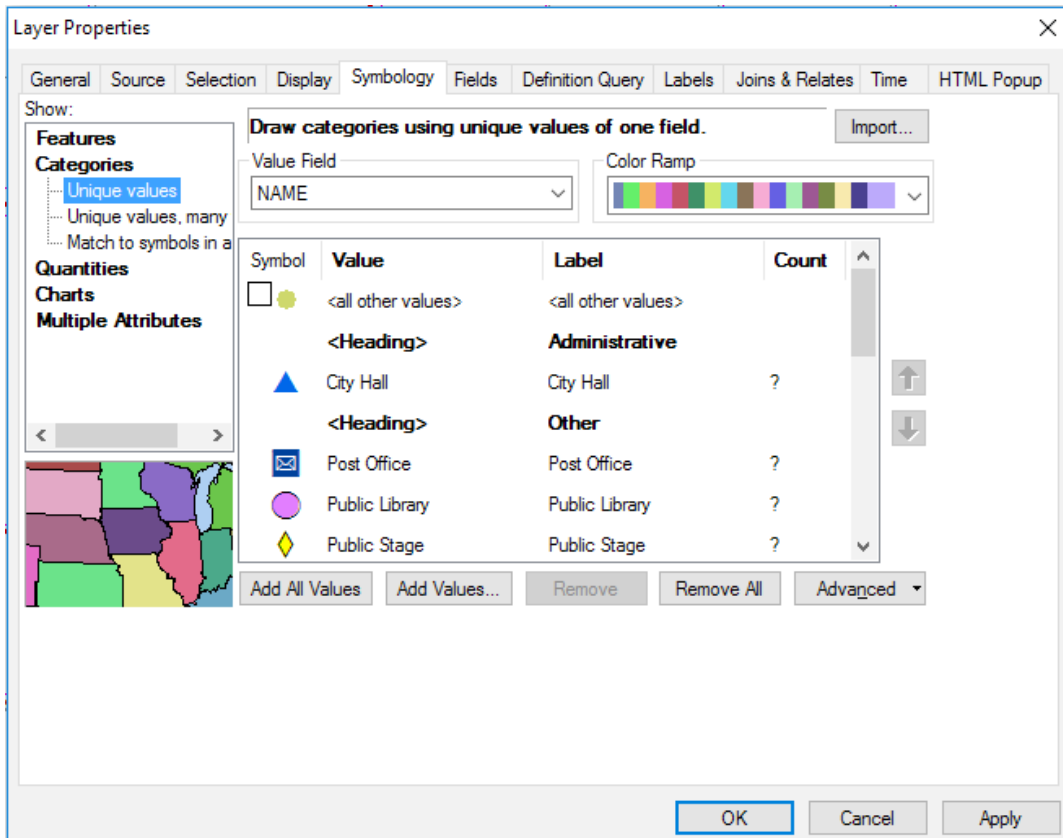 Layer Properties
General Source Selection Display Symbology Fields Definition Query Labels Joins & Relates Time HTML Popup
Show:
Features
Categories
Unique values
Unique values, many
Match to symbols in a
Quantities
Charts
Multiple Attributes
Draw categories using unique values of one field.
Import...
Value Field
NAME
Color Ramp
Symbol Value Label Count
<all other values> <all other values>
<Heading> Administrative
City Hall City Hall ?
<Heading> Other
Post Office Post Office ?
Public Library Public Library ?
Public Stage Public Stage ?
Add All Values Add Values... Remove Remove All Advanced
OK Cancel Apply